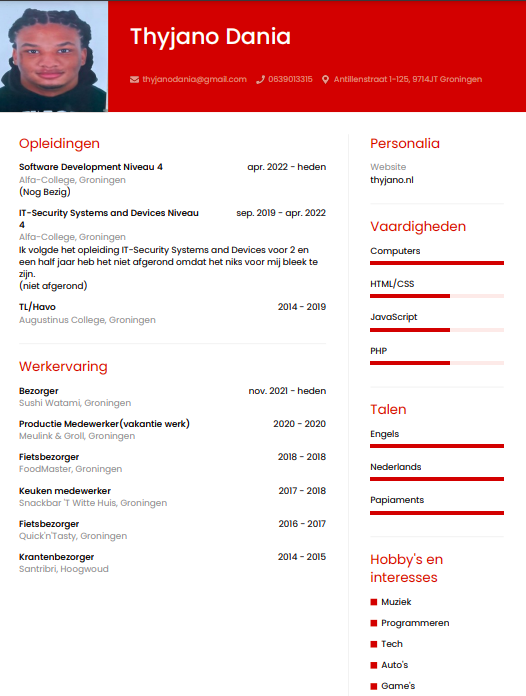 Thyjano Dania
thyjanodania@gmail.com 0639013315 Antillenstraat 1-125, 9714JT Groningen
Opleidingen
Software Development Niveau 4 apr. 2022 - heden
Alfa-College, Groningen
(Nog Bezig)
IT-Security Systems and Devices Niveau 4 sep. 2019 - apr. 2022
Alfa-College, Groningen
Ik volgde het opleiding IT-Security Systems and Devices voor 2 en
een half jaar heb het niet afgerond omdat het niks voor mij bleek te
zijn.
(niet afgerond)
TL/Havo 2014 - 2019
Augustinus College, Groningen
Werkervaring
Bezorger nov. 2021 - heden
Sushi Watami, Groningen
Productie Medewerker(vakantie werk) 2020 - 2020
Meulink & Groll, Groningen
Fietsbezorger 2018 - 2018
FoodMaster, Groningen
Keuken medewerker 2017 - 2018
Snackbar 'T Witte Huis, Groningen
Fietsbezorger 2016 - 2017
Quick'n'Tasty, Groningen
Krantenbezorger 2014 - 2015
Santribri, Hoogwoud
Personalia
Website
thyjano.nl
Vaardigheden
Computers
HTML/CSS
JavaScript
PHP
Talen
Engels
Nederlands
Papiaments
Hobby's en
interesses
Muziek
Programmeren
Tech
Auto's
Game's